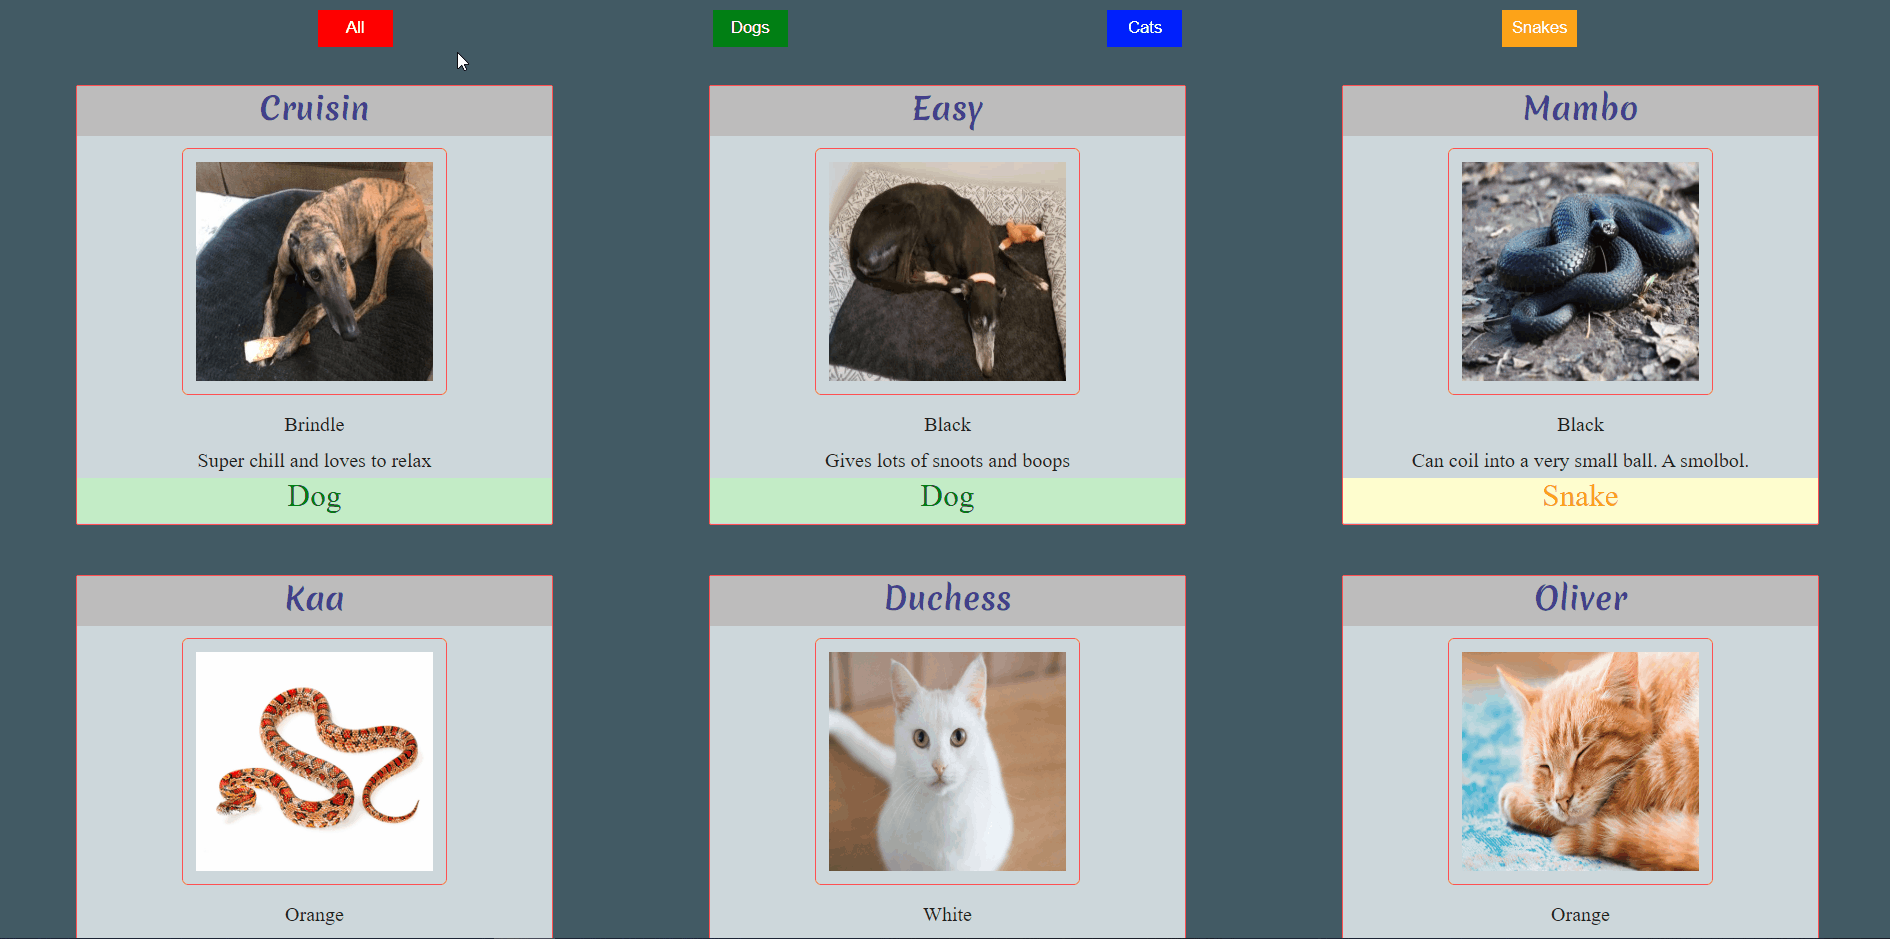 All Dogs Cats Snakes
Cruisin Easy Mambo
Brindle Black Black
Super chill and loves to relax Gives lots of snoots and boops Can coil into a very small ball. A smolbol.
Dog Dog Snake
Kaa Duchess Oliver
Orange White Orange